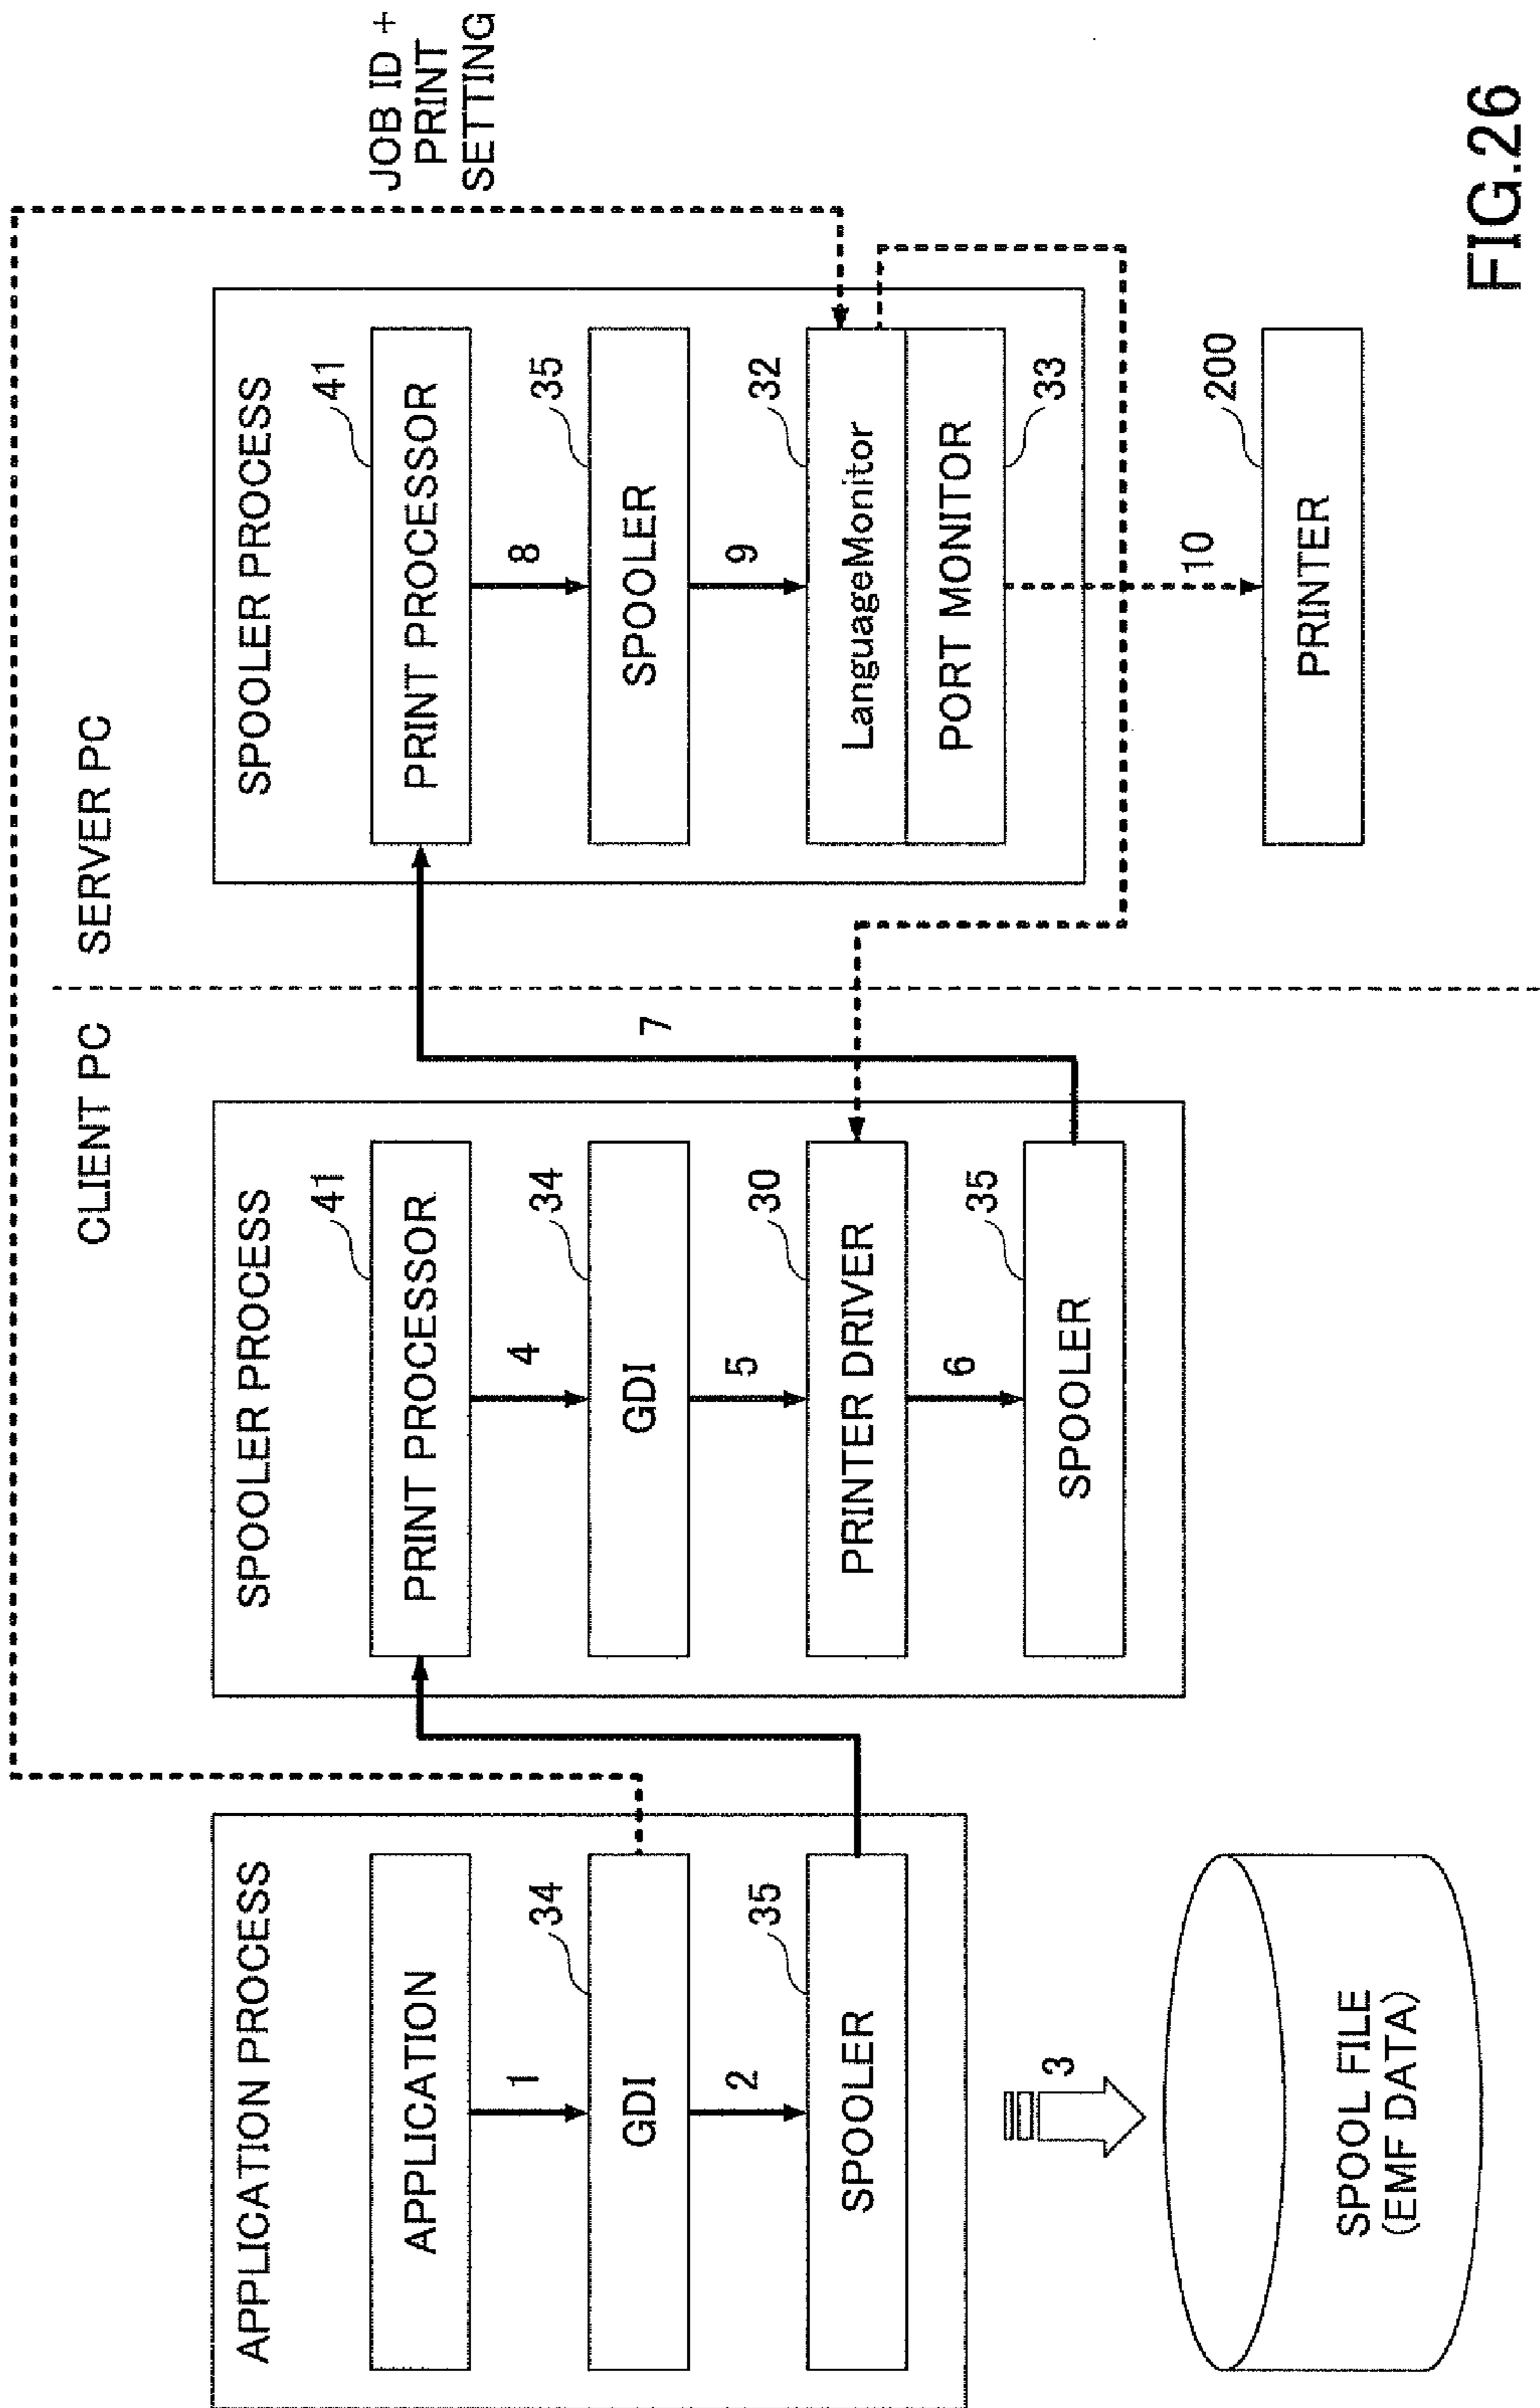 CLIENT PC
SERVER PC
JOB ID +
PRINT
SETTING
APPLICATION PROCESS
APPLICATION
1
34
GDI
2
35
SPOOLER
3
SPOOL FILE
(EMF DATA)
SPOOLER PROCESS
41
PRINT PROCESSOR
4
34
GDI
5
30
PRINTER DRIVER
6
35
SPOOLER
7
SPOOLER PROCESS
41
PRINT PROCESSOR
8
35
SPOOLER
9
32
LanguageMonitor
PORT MONITOR
33
10
200
PRINTER
FIG.26